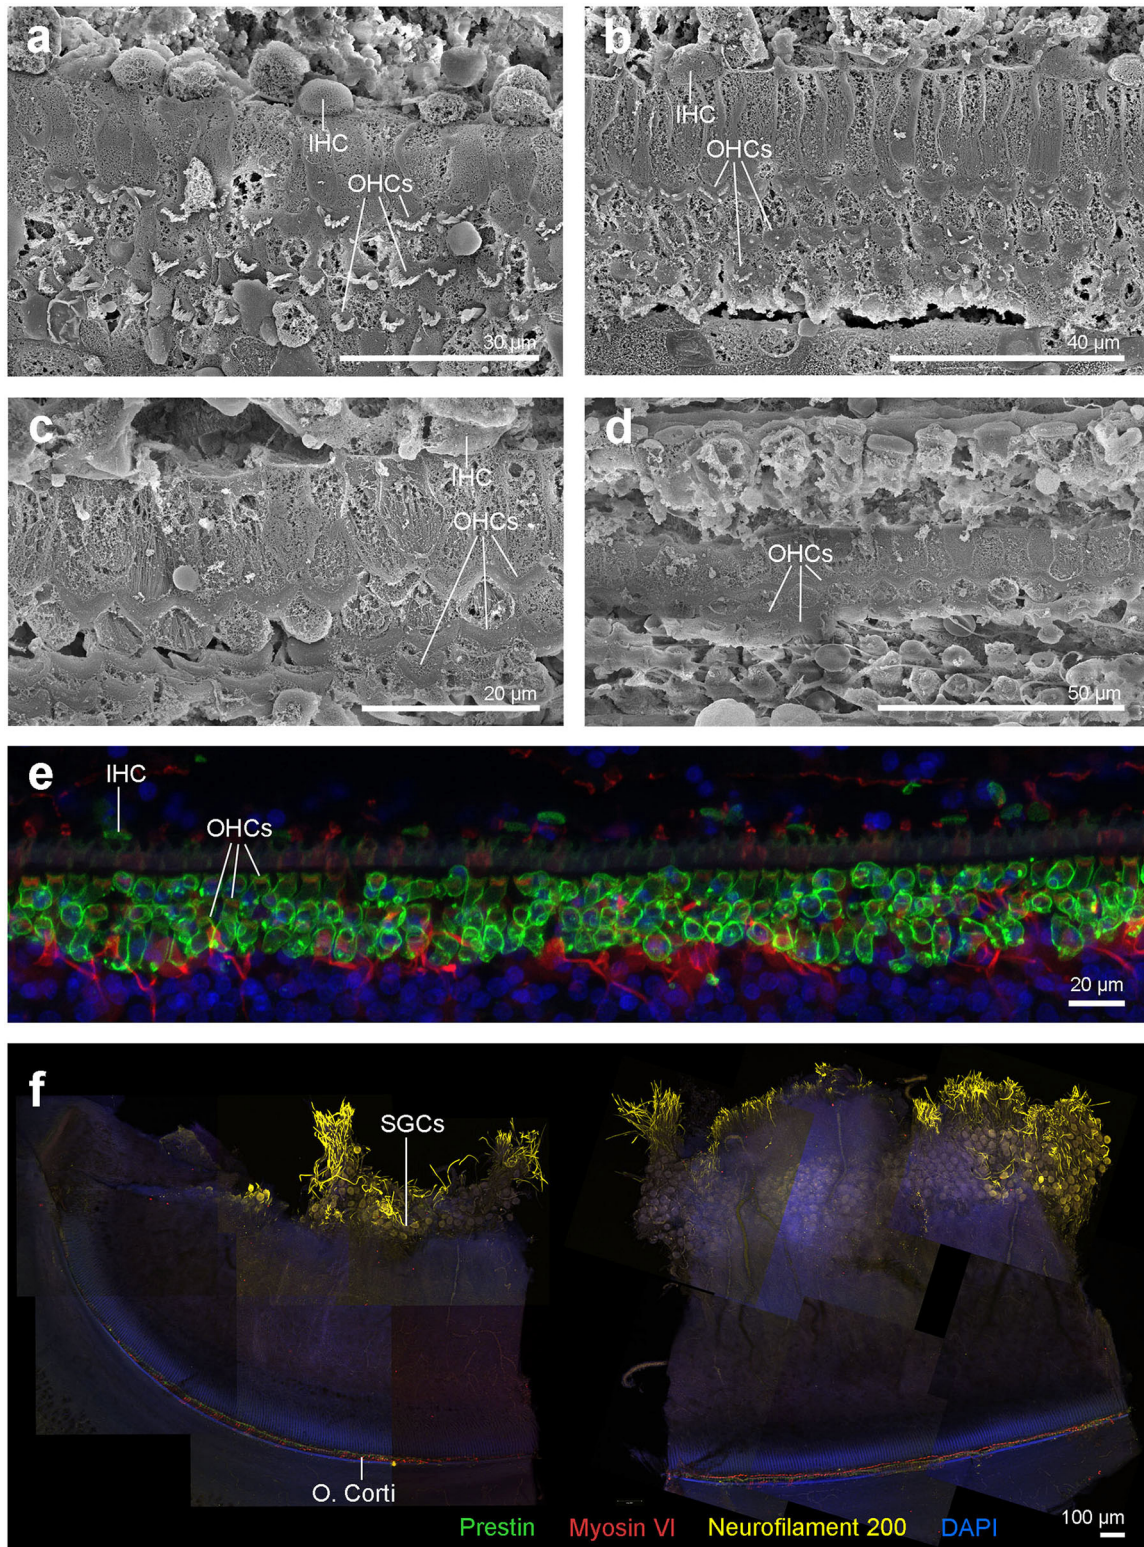 a
IHC
OHCs
30 µm
b
IHC
OHCs
40 µm
c
IHC
OHCs
20 µm
d
OHCs
50 µm
e
IHC
OHCs
20 µm
f
SGCs
O. Corti
100 µm
Prestin Myosin VI Neurofilament 200 DAPI